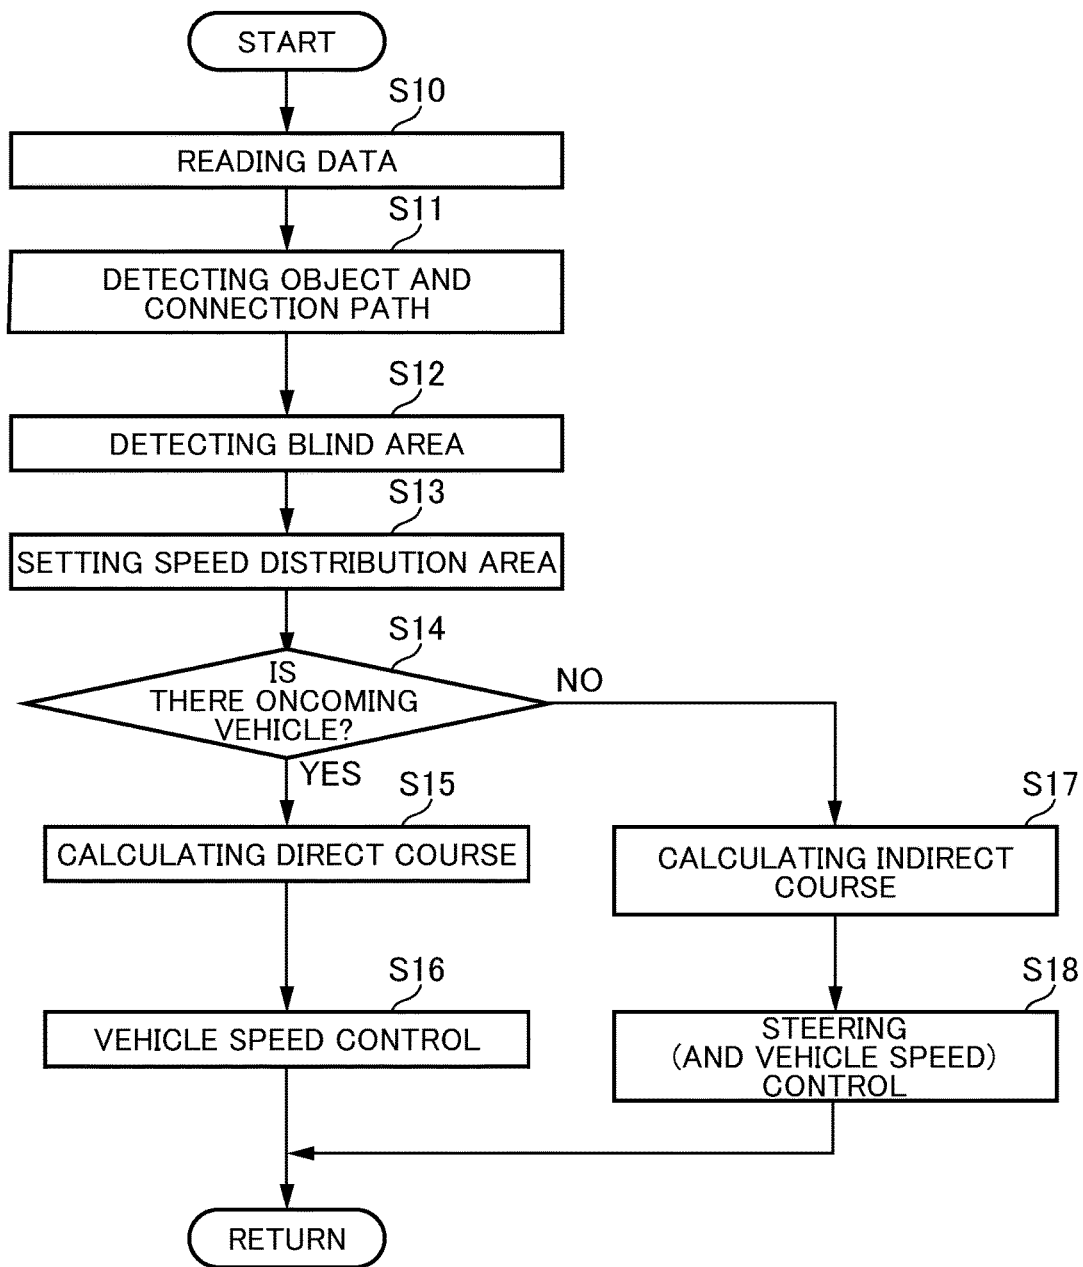 START
S10
READING DATA
S11
DETECTING OBJECT AND
CONNECTION PATH
S12
DETECTING BLIND AREA
S13
SETTING SPEED DISTRIBUTION AREA
S14
IS
THERE ONCOMING
VEHICLE?
NO
YES
S15
CALCULATING DIRECT COURSE
S16
VEHICLE SPEED CONTROL
S17
CALCULATING INDIRECT
COURSE
S18
STEERING
(AND VEHICLE SPEED)
CONTROL
RETURN